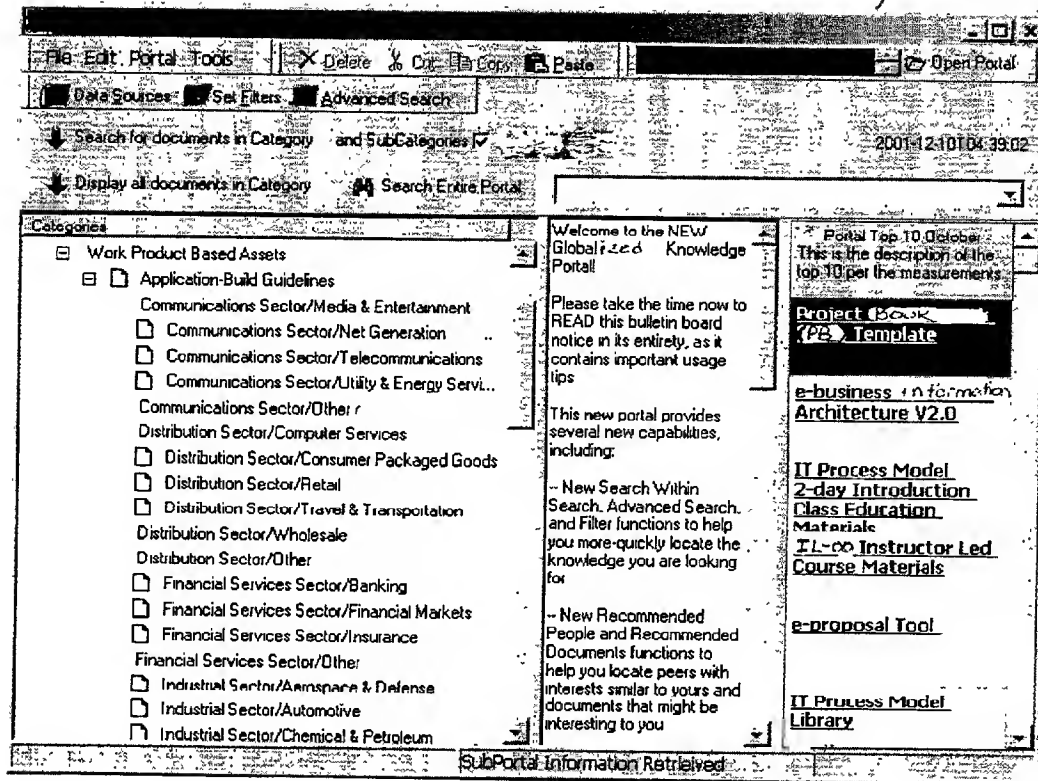 File Edit Portal Tools Delete Cut Copy Paste Open Portal
Data Sources Set Filters Advanced Search
Search for documents in Category and SubCategories 2001-12-10T04:39:02
Display all documents in Category Search Entire Portal
Categories
Work Product Based Assets
Application-Build Guidelines
Communications Sector/Media & Entertainment
Communications Sector/Net Generation
Communications Sector/Telecommunications
Communications Sector/Utility & Energy Servi...
Communications Sector/Other
Distribution Sector/Computer Services
Distribution Sector/Consumer Packaged Goods
Distribution Sector/Retail
Distribution Sector/Travel & Transportation
Distribution Sector/Wholesale
Distribution Sector/Other
Financial Services Sector/Banking
Financial Services Sector/Financial Markets
Financial Services Sector/Insurance
Financial Services Sector/Other
Industrial Sector/Aerospace & Defense
Industrial Sector/Automotive
Industrial Sector/Chemical & Petroleum
Welcome to the NEW
Globalized Knowledge
Portal!
Please take the time now to
READ this bulletin board
notice in its entirety, as it
contains important usage
tips
This new portal provides
several new capabilities,
including:
-- New Search Within
Search, Advanced Search,
and Filter functions to help
you more-quickly locate the
knowledge you are looking
for
-- New Recommended
People and Recommended
Documents functions to
help you locate peers with
interests similar to yours and
documents that might be
interesting to you
Portal Top 10 October
This is the description of the
top 10 per the measurements
Project (Book
(PB) Template
e-business information
Architecture V2.0
IT Process Model
2-day Introduction
Class Education
Materials
IL-00 Instructor Led
Course Materials
e-proposal Tool
IT Process Model
Library
SubPortal Information Retrieved